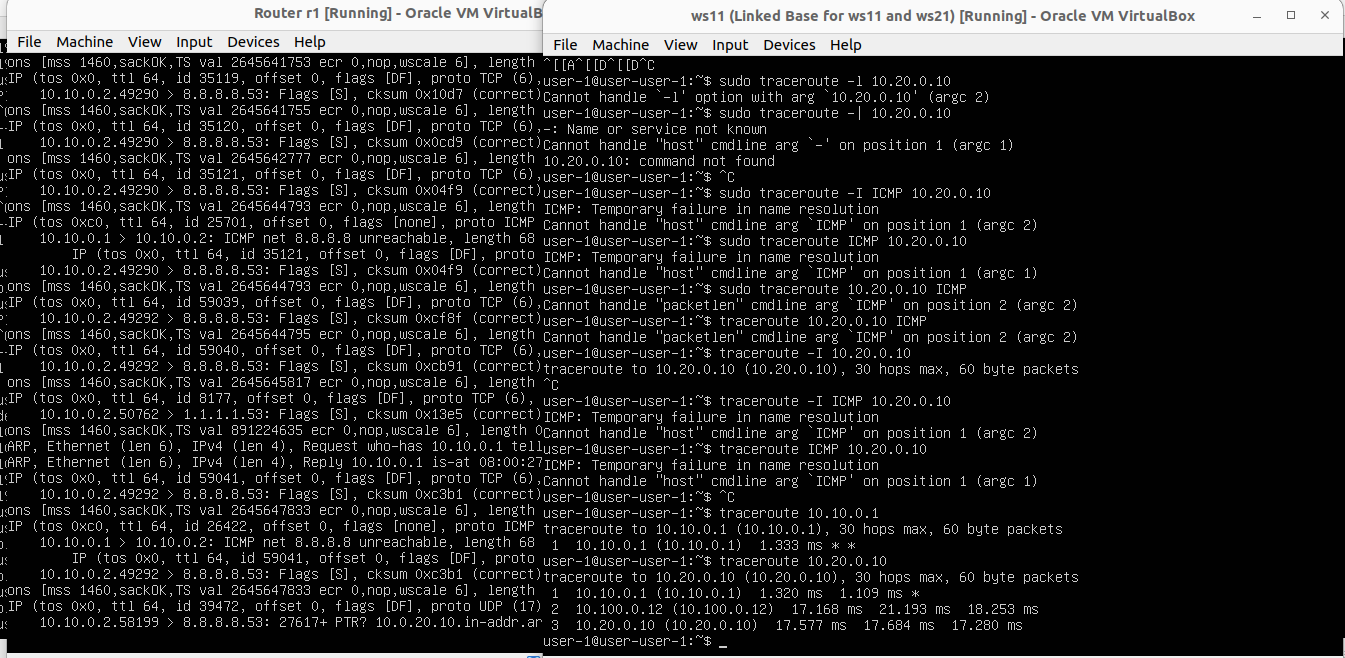 Router r1 [Running] - Oracle VM VirtualB
File Machine View Input Devices Help
ons [mss 1460,sackOK,TS val 2645641753 ecr 0,nop,wscale 6], length
IP (tos 0x0, ttl 64, id 35119, offset 0, flags [DF], proto TCP (6),
10.10.0.2.49290 > 8.8.8.8.53: Flags [S], cksum 0x10d7 (correct)
ons [mss 1460,sackOK,TS val 2645641755 ecr 0,nop,wscale 6], length
IP (tos 0x0, ttl 64, id 35120, offset 0, flags [DF], proto TCP (6),
10.10.0.2.49290 > 8.8.8.8.53: Flags [S], cksum 0x0cd9 (correct)
ons [mss 1460,sackOK,TS val 2645642777 ecr 0,nop,wscale 6], length
IP (tos 0x0, ttl 64, id 35121, offset 0, flags [DF], proto TCP (6),
10.10.0.2.49290 > 8.8.8.8.53: Flags [S], cksum 0x04f9 (correct)
ons [mss 1460,sackOK,TS val 2645644793 ecr 0,nop,wscale 6], length
IP (tos 0xc0, ttl 64, id 25701, offset 0, flags [none], proto ICMP
10.10.0.1 > 10.10.0.2: ICMP net 8.8.8.8 unreachable, length 68
IP (tos 0x0, ttl 64, id 35121, offset 0, flags [DF], proto
10.10.0.2.49290 > 8.8.8.8.53: Flags [S], cksum 0x04f9 (correct)
ons [mss 1460,sackOK,TS val 2645644793 ecr 0,nop,wscale 6], length
IP (tos 0x0, ttl 64, id 59039, offset 0, flags [DF], proto TCP (6),
10.10.0.2.49292 > 8.8.8.8.53: Flags [S], cksum 0xcf8f (correct)
ons [mss 1460,sackOK,TS val 2645644795 ecr 0,nop,wscale 6], length
IP (tos 0x0, ttl 64, id 59040, offset 0, flags [DF], proto TCP (6),
10.10.0.2.49292 > 8.8.8.8.53: Flags [S], cksum 0xcb91 (correct)
ons [mss 1460,sackOK,TS val 2645645817 ecr 0,nop,wscale 6], length
IP (tos 0x0, ttl 64, id 8177, offset 0, flags [DF], proto TCP (6),
10.10.0.2.50762 > 1.1.1.1.53: Flags [S], cksum 0x13e5 (correct)
ons [mss 1460,sackOK,TS val 891224635 ecr 0,nop,wscale 6], length 0
ARP, Ethernet (len 6), IPv4 (len 4), Request who-has 10.10.0.1 tell
ARP, Ethernet (len 6), IPv4 (len 4), Reply 10.10.0.1 is-at 08:00:27
IP (tos 0x0, ttl 64, id 59041, offset 0, flags [DF], proto TCP (6),
10.10.0.2.49292 > 8.8.8.8.53: Flags [S], cksum 0xc3b1 (correct)
ons [mss 1460,sackOK,TS val 2645647833 ecr 0,nop,wscale 6], length
IP (tos 0xc0, ttl 64, id 26422, offset 0, flags [none], proto ICMP
10.10.0.1 > 10.10.0.2: ICMP net 8.8.8.8 unreachable, length 68
IP (tos 0x0, ttl 64, id 59041, offset 0, flags [DF], proto
10.10.0.2.49292 > 8.8.8.8.53: Flags [S], cksum 0xc3b1 (correct)
ons [mss 1460,sackOK,TS val 2645647833 ecr 0,nop,wscale 6], length
IP (tos 0x0, ttl 64, id 39472, offset 0, flags [DF], proto UDP (17)
10.10.0.2.58199 > 8.8.8.8.53: 27617+ PTR? 10.0.20.10.in-addr.ar
ws11 (Linked Base for ws11 and ws21) [Running] - Oracle VM VirtualBox
File Machine View Input Devices Help
^[[A^[[D^[[D^C
user-1@user-user-1:~$ sudo traceroute -l 10.20.0.10
Cannot handle `-l' option with arg `10.20.0.10' (argc 2)
user-1@user-user-1:~$ sudo traceroute -| 10.20.0.10
-: Name or service not known
Cannot handle "host" cmdline arg `-' on position 1 (argc 1)
10.20.0.10: command not found
user-1@user-user-1:~$ ^C
user-1@user-user-1:~$ sudo traceroute -I ICMP 10.20.0.10
ICMP: Temporary failure in name resolution
Cannot handle "host" cmdline arg `ICMP' on position 1 (argc 2)
user-1@user-user-1:~$ sudo traceroute ICMP 10.20.0.10
ICMP: Temporary failure in name resolution
Cannot handle "host" cmdline arg `ICMP' on position 1 (argc 1)
user-1@user-user-1:~$ sudo traceroute 10.20.0.10 ICMP
Cannot handle "packetlen" cmdline arg `ICMP' on position 2 (argc 2)
user-1@user-user-1:~$ traceroute 10.20.0.10 ICMP
Cannot handle "packetlen" cmdline arg `ICMP' on position 2 (argc 2)
user-1@user-user-1:~$ traceroute -I 10.20.0.10
traceroute to 10.20.0.10 (10.20.0.10), 30 hops max, 60 byte packets
^C
user-1@user-user-1:~$ traceroute -I ICMP 10.20.0.10
ICMP: Temporary failure in name resolution
Cannot handle "host" cmdline arg `ICMP' on position 1 (argc 2)
user-1@user-user-1:~$ traceroute ICMP 10.20.0.10
ICMP: Temporary failure in name resolution
Cannot handle "host" cmdline arg `ICMP' on position 1 (argc 1)
user-1@user-user-1:~$ ^C
user-1@user-user-1:~$ traceroute 10.10.0.1
traceroute to 10.10.0.1 (10.10.0.1), 30 hops max, 60 byte packets
1 10.10.0.1 (10.10.0.1) 1.333 ms * *
user-1@user-user-1:~$ traceroute 10.20.0.10
traceroute to 10.20.0.10 (10.20.0.10), 30 hops max, 60 byte packets
1 10.10.0.1 (10.10.0.1) 1.320 ms 1.109 ms *
2 10.100.0.12 (10.100.0.12) 17.168 ms 21.193 ms 18.253 ms
3 10.20.0.10 (10.20.0.10) 17.577 ms 17.684 ms 17.280 ms
user-1@user-user-1:~$ _